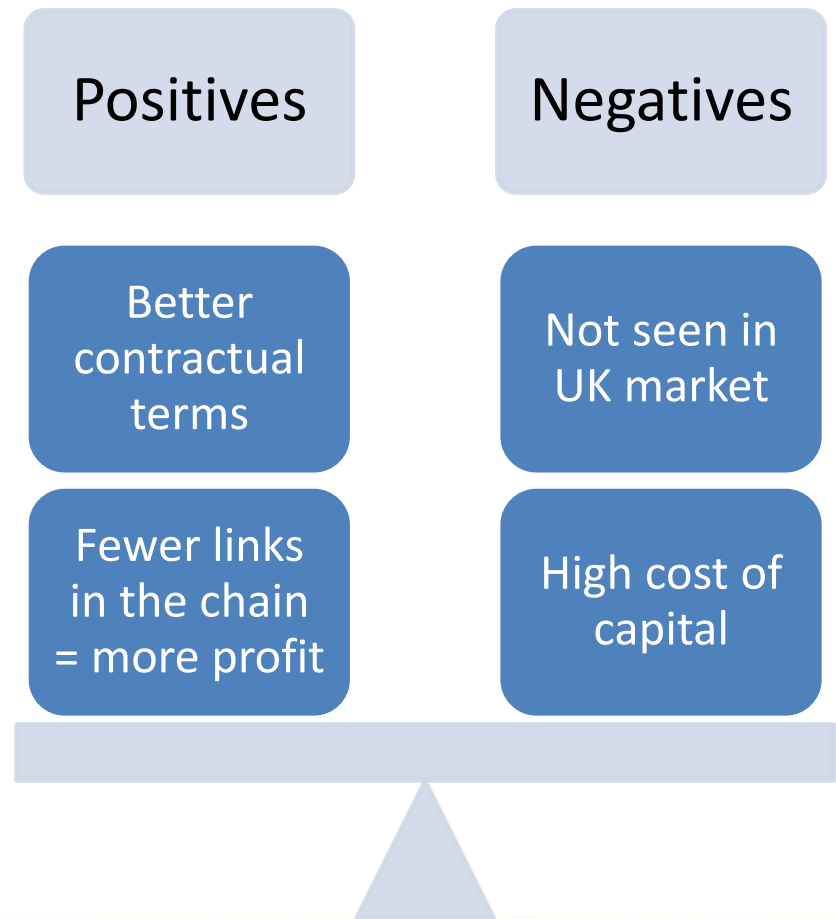 Positives
Negatives
Better
contractual
terms
Not seen in
UK market
Fewer links
in the chain
= more profit
High cost of
capital